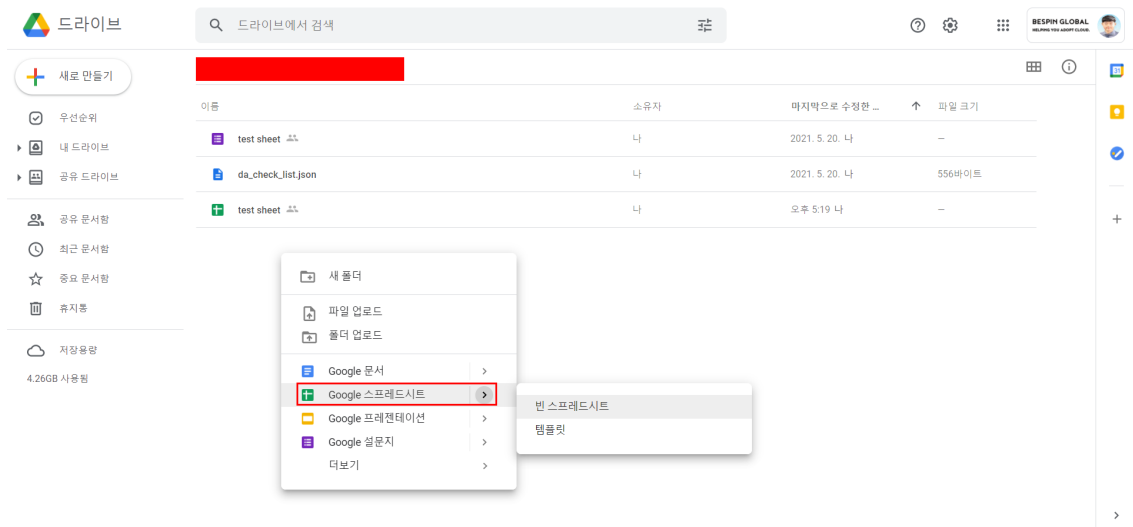 드라이브
드라이브에서 검색
BESPIN GLOBAL
HELPING YOU ADOPT CLOUD.
새로 만들기
이름
소유자
마지막으로 수정한 ...
파일 크기
우선순위
test sheet
나
2021. 5. 20. 나
–
내 드라이브
공유 드라이브
da_check_list.json
나
2021. 5. 20. 나
556바이트
test sheet
나
오후 5:19 나
–
공유 문서함
최근 문서함
중요 문서함
휴지통
저장용량
4.26GB 사용됨
새 폴더
파일 업로드
폴더 업로드
Google 문서
Google 스프레드시트
Google 프레젠테이션
Google 설문지
더보기
빈 스프레드시트
템플릿
31